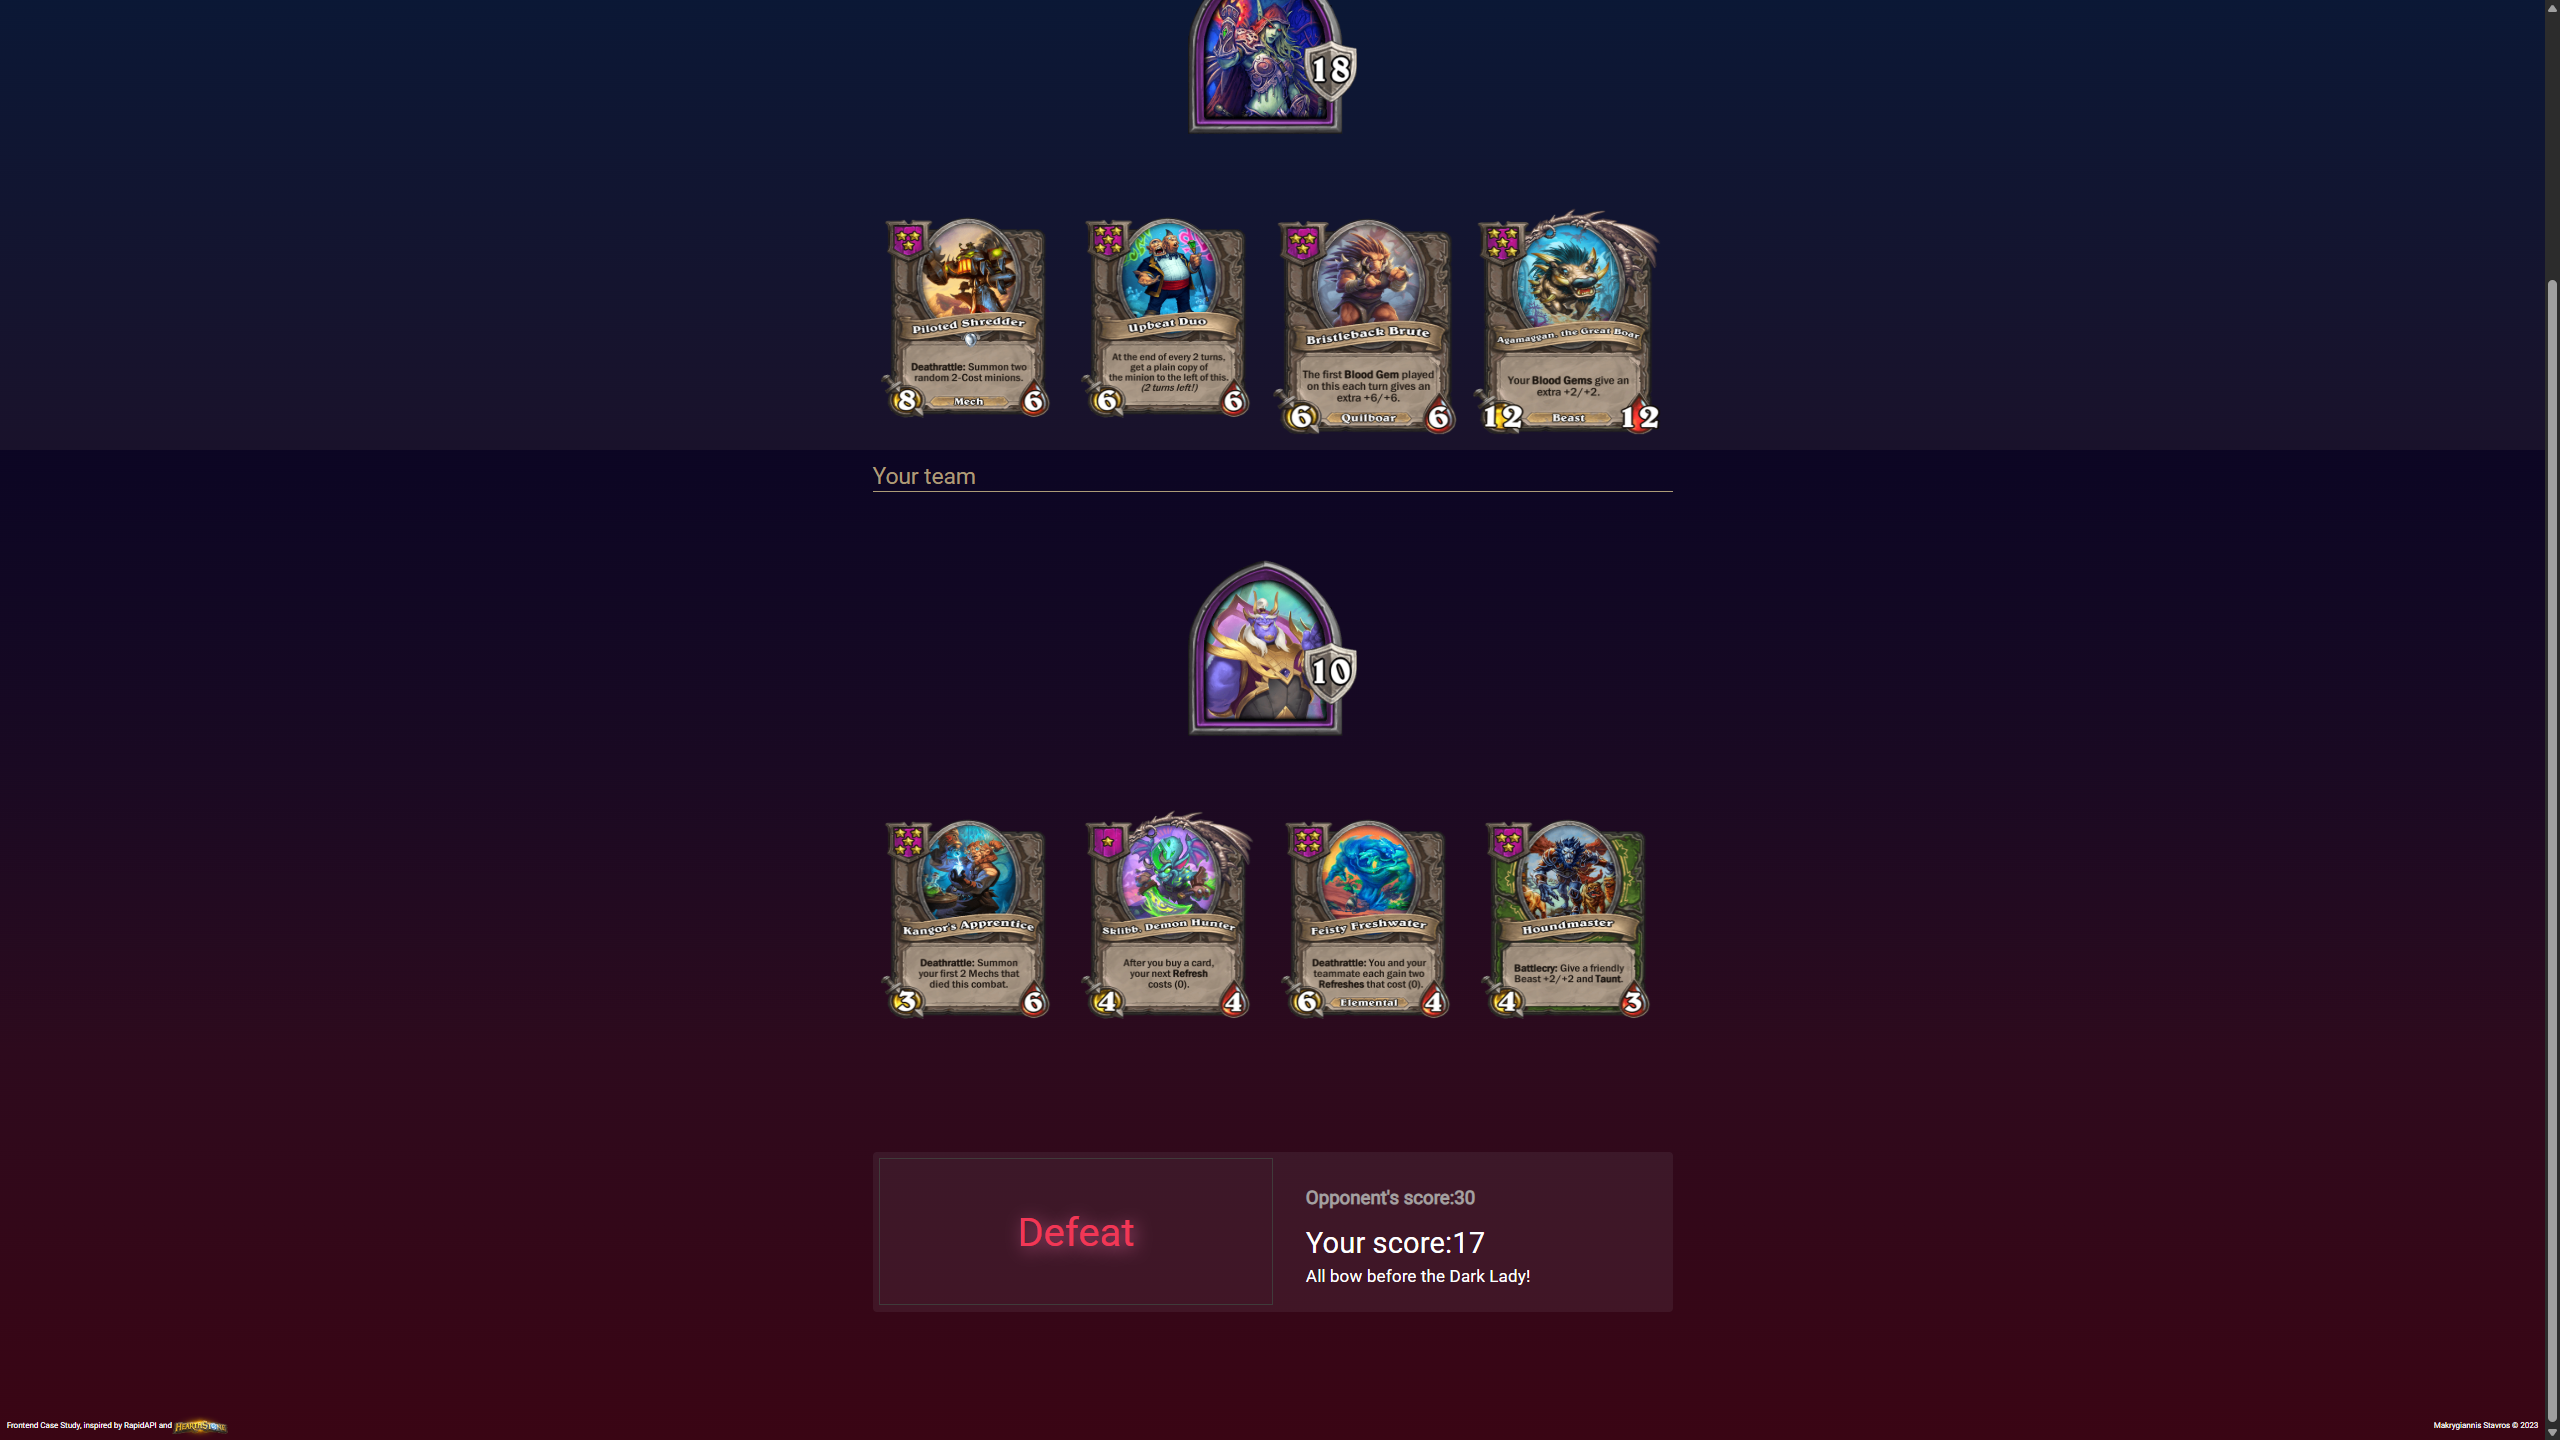 18
Piloted Shredder
Deathrattle: Summon two
random 2-Cost minions.
8
Mech
6
Upbeat Duo
At the end of every 2 turns,
get a plain copy of
the minion to the left of this.
(2 turns left!)
6
6
Bristleback Brute
The first Blood Gem played
on this each turn gives an
extra +6/+6.
6
Quilboar
6
Agamaggan, the Great Boar
Your Blood Gems give an
extra +2/+2.
12
Beast
12
Your team
10
Kangor's Apprentice
Deathrattle: Summon
your first 2 Mechs that
died this combat.
3
6
Sklibb, Demon Hunter
After you buy a card,
your next Refresh
costs (0).
4
4
Feisty Freshwater
Deathrattle: You and your
teammate each gain two
Refreshes that cost (0).
6
Elemental
4
Houndmaster
Battlecry: Give a friendly
Beast +2/+2 and Taunt.
4
3
Defeat
Opponent's score:30
Your score:17
All bow before the Dark Lady!
Frontend Case Study, inspired by RapidAPI and HEARTHSTONE
Makrygiannis Stavros © 2023